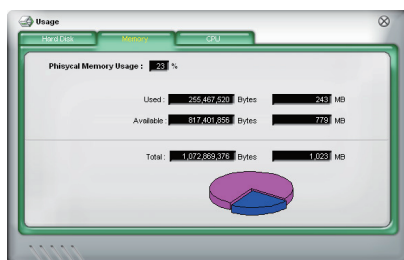 Usage
Hard Disk Memory CPU
Phisycal Memory Usage : 23 %
Used : 255,467,520 Bytes 243 MB
Available : 817,401,856 Bytes 779 MB
Total : 1,072,869,376 Bytes 1,023 MB